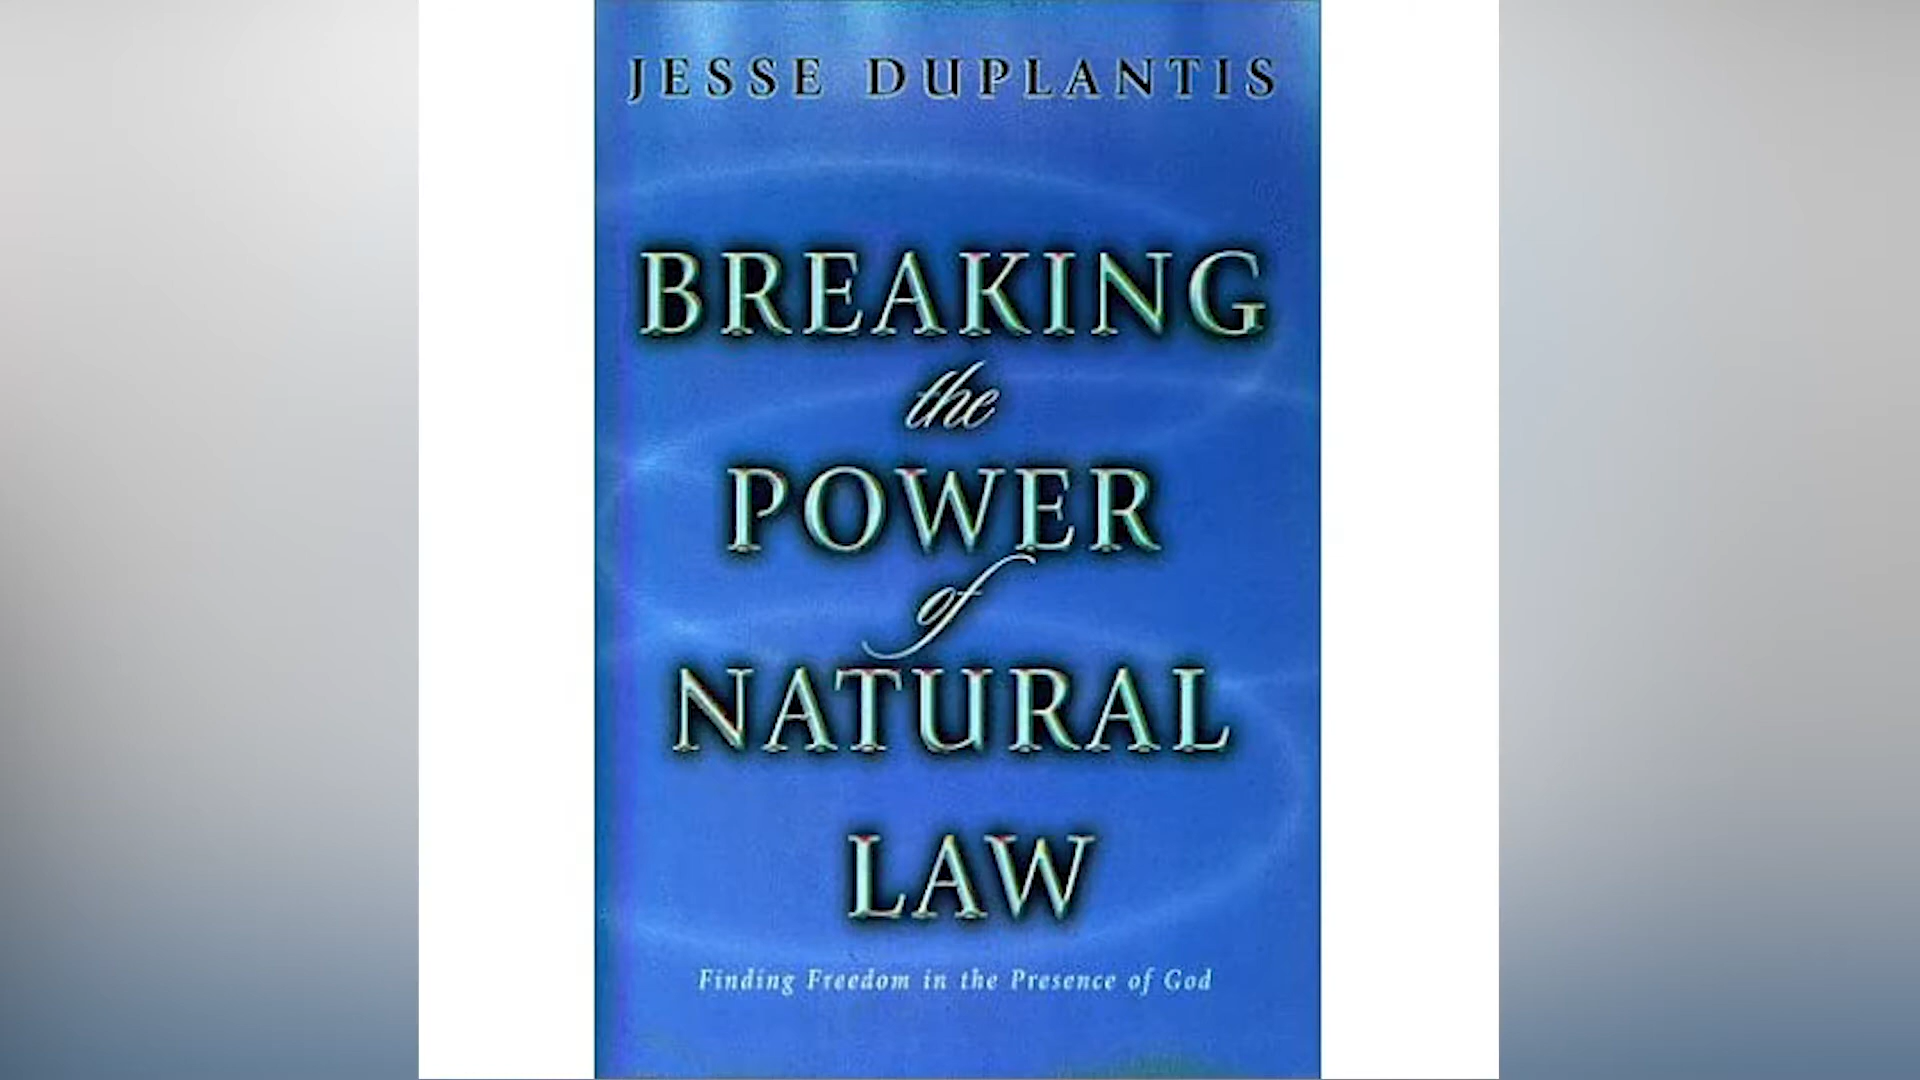 JESSE DUPLANTIS
BREAKING
the
POWER
of
NATURAL
LAW
Finding Freedom in the Presence of God